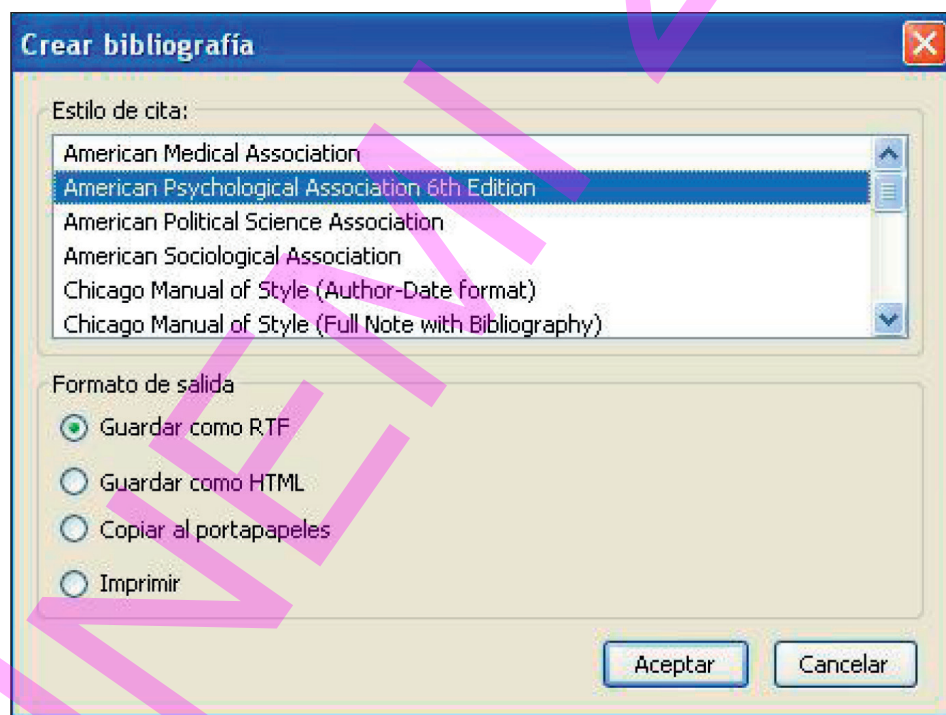 Crear bibliografía
Estilo de cita:
American Medical Association
American Psychological Association 6th Edition
American Political Science Association
American Sociological Association
Chicago Manual of Style (Author-Date format)
Chicago Manual of Style (Full Note with Bibliography)
Formato de salida
Guardar como RTF
Guardar como HTML
Copiar al portapapeles
Imprimir
Aceptar
Cancelar